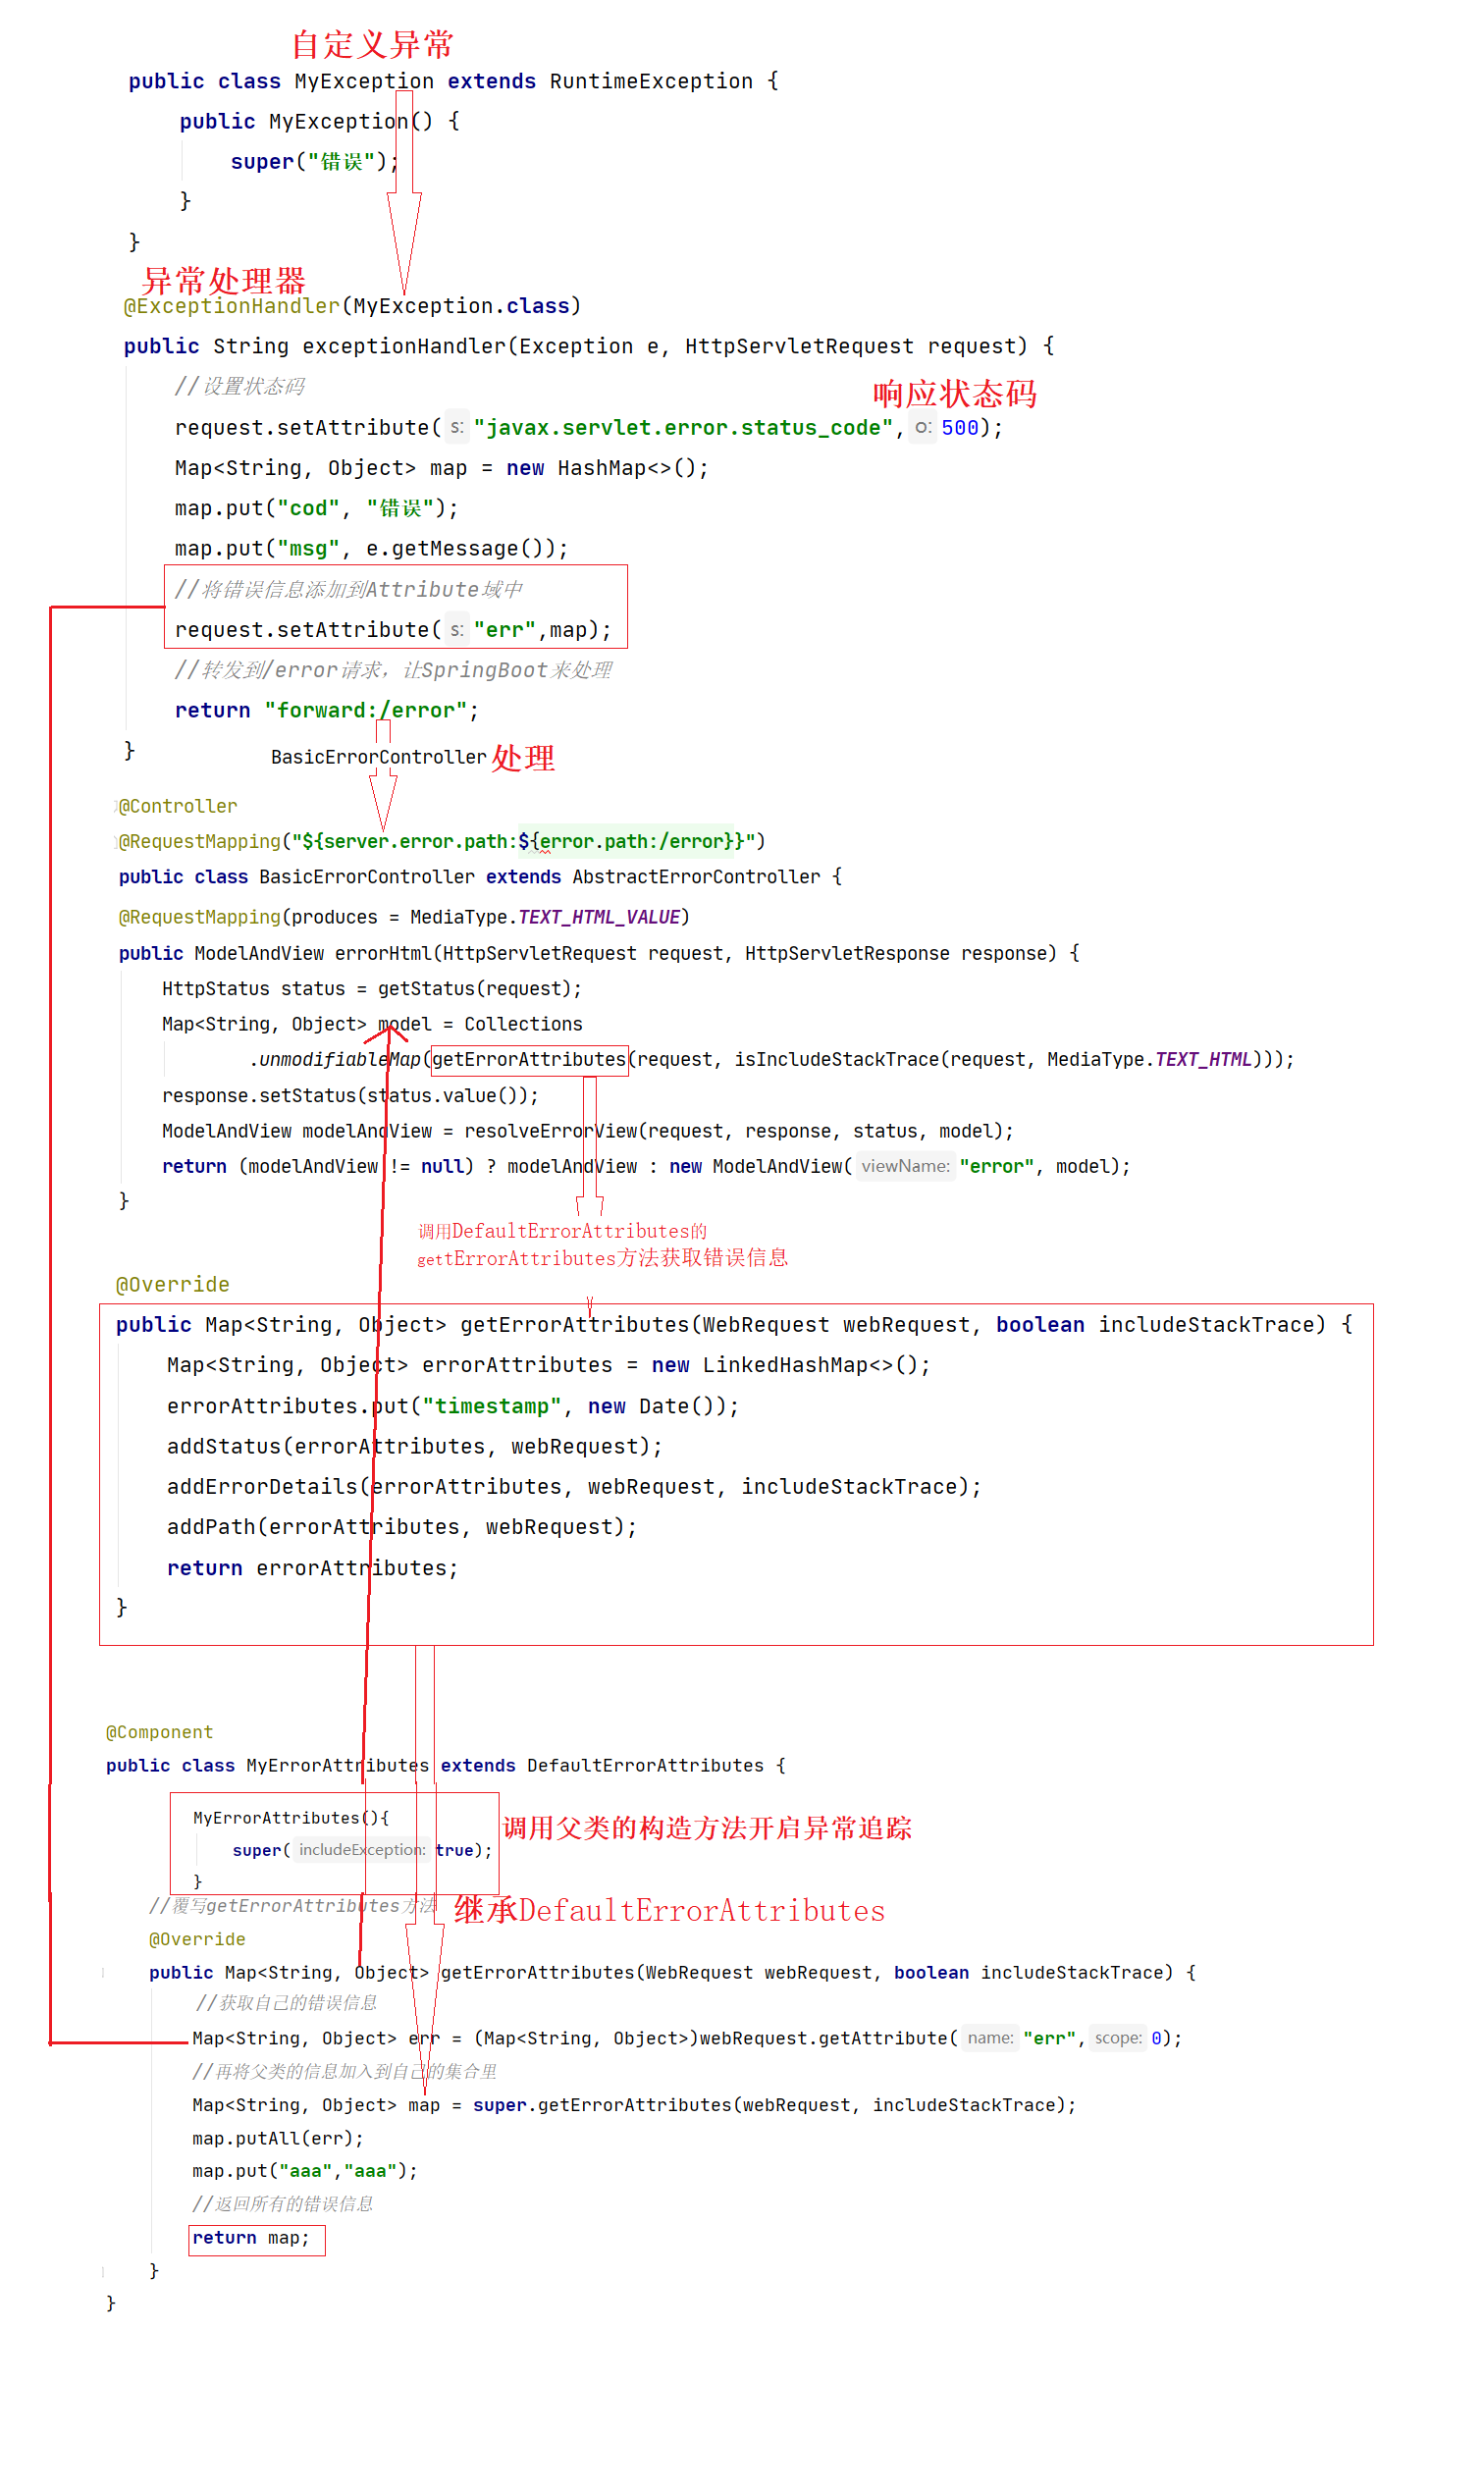 自定义异常
public class MyException extends RuntimeException {
public MyException() {
super("错误");
}
}
异常处理器
@ExceptionHandler(MyException.class)
public String exceptionHandler(Exception e, HttpServletRequest request) {
//设置状态码
响应状态码
request.setAttribute( s: "javax.servlet.error.status_code", o: 500);
Map<String, Object> map = new HashMap<>();
map.put("cod", "错误");
map.put("msg", e.getMessage());
//将错误信息添加到Attribute域中
request.setAttribute( s: "err",map);
//转发到/error请求，让SpringBoot来处理
return "forward:/error";
}
BasicErrorController 处理
@Controller
@RequestMapping("${server.error.path:${error.path:/error}}")
public class BasicErrorController extends AbstractErrorController {
@RequestMapping(produces = MediaType.TEXT_HTML_VALUE)
public ModelAndView errorHtml(HttpServletRequest request, HttpServletResponse response) {
HttpStatus status = getStatus(request);
Map<String, Object> model = Collections
.unmodifiableMap(getErrorAttributes(request, isIncludeStackTrace(request, MediaType.TEXT_HTML)));
response.setStatus(status.value());
ModelAndView modelAndView = resolveErrorView(request, response, status, model);
return (modelAndView != null) ? modelAndView : new ModelAndView( viewName: "error", model);
}
调用DefaultErrorAttributes的
gettErrorAttributes方法获取错误信息
@Override
public Map<String, Object> getErrorAttributes(WebRequest webRequest, boolean includeStackTrace) {
Map<String, Object> errorAttributes = new LinkedHashMap<>();
errorAttributes.put("timestamp", new Date());
addStatus(errorAttributes, webRequest);
addErrorDetails(errorAttributes, webRequest, includeStackTrace);
addPath(errorAttributes, webRequest);
return errorAttributes;
}
@Component
public class MyErrorAttributes extends DefaultErrorAttributes {
MyErrorAttributes(){
调用父类的构造方法开启异常追踪
super( includeException: true);
}
//覆写getErrorAttributes方法
继承DefaultErrorAttributes
@Override
public Map<String, Object> getErrorAttributes(WebRequest webRequest, boolean includeStackTrace) {
//获取自己的错误信息
Map<String, Object> err = (Map<String, Object>)webRequest.getAttribute( name: "err", scope: 0);
//再将父类的信息加入到自己的集合里
Map<String, Object> map = super.getErrorAttributes(webRequest, includeStackTrace);
map.putAll(err);
map.put("aaa","aaa");
//返回所有的错误信息
return map;
}
}